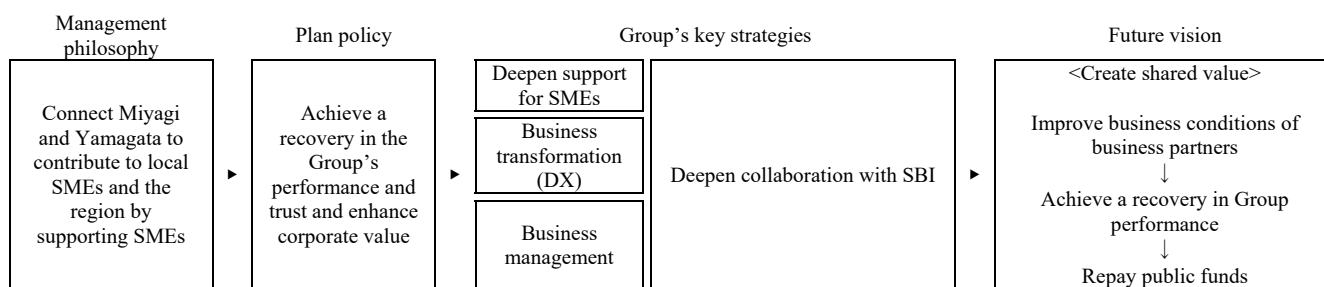 Management
philosophy
Plan policy
Group's key strategies
Future vision
Connect Miyagi
and Yamagata to
contribute to local
SMEs and the
region by
supporting SMEs
▶
Achieve a
recovery in the
Group's
performance and
trust and enhance
corporate value
▶
Deepen support
for SMEs
Business
transformation
(DX)
Business
management
Deepen collaboration with SBI
▶
<Create shared value>
Improve business conditions of
business partners
↓
Achieve a recovery in Group
performance
↓
Repay public funds